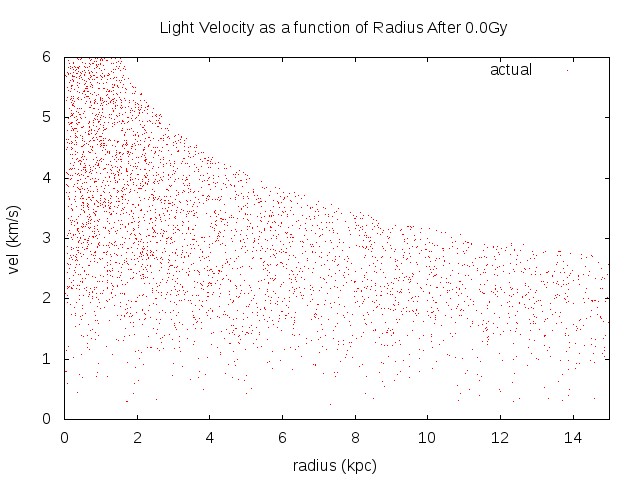 Light Velocity as a function of Radius After 0.0Gy
actual
6
5
4
3
2
1
0
vel (km/s)
0 2 4 6 8 10 12 14
radius (kpc)